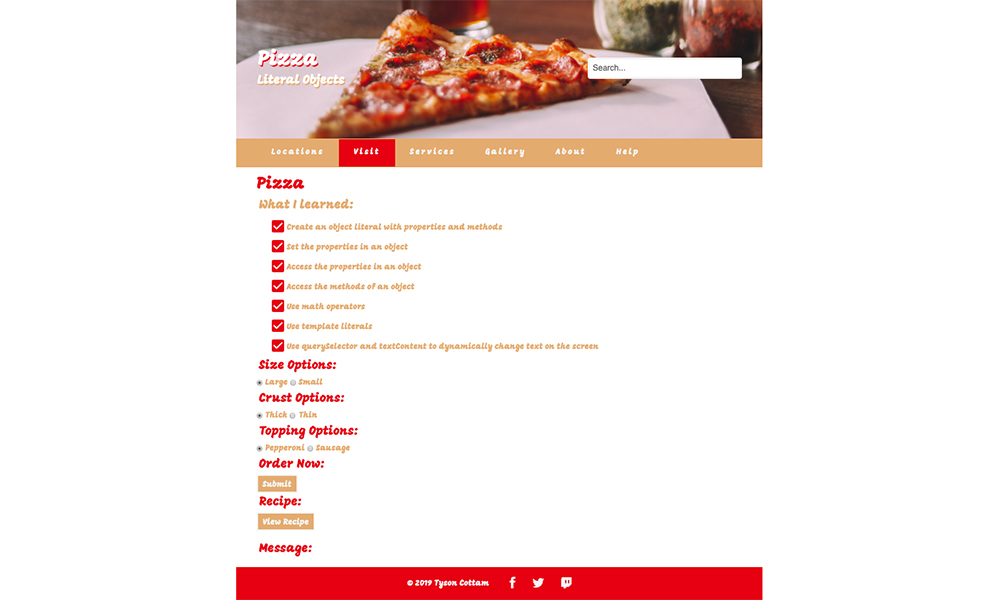 Pizza
Literal Objects
Search...
Locations Visit Services Gallery About Help
Pizza
What I learned:
Create an object literal with properties and methods
Set the properties in an object
Access the properties in an object
Access the methods of an object
Use math operators
Use template literals
Use querySelector and textContent to dynamically change text on the screen
Size Options:
Large Small
Crust Options:
Thick Thin
Topping Options:
Pepperoni Sausage
Order Now:
Submit
Recipe:
View Recipe
Message:
© 2019 Tyson Cottam